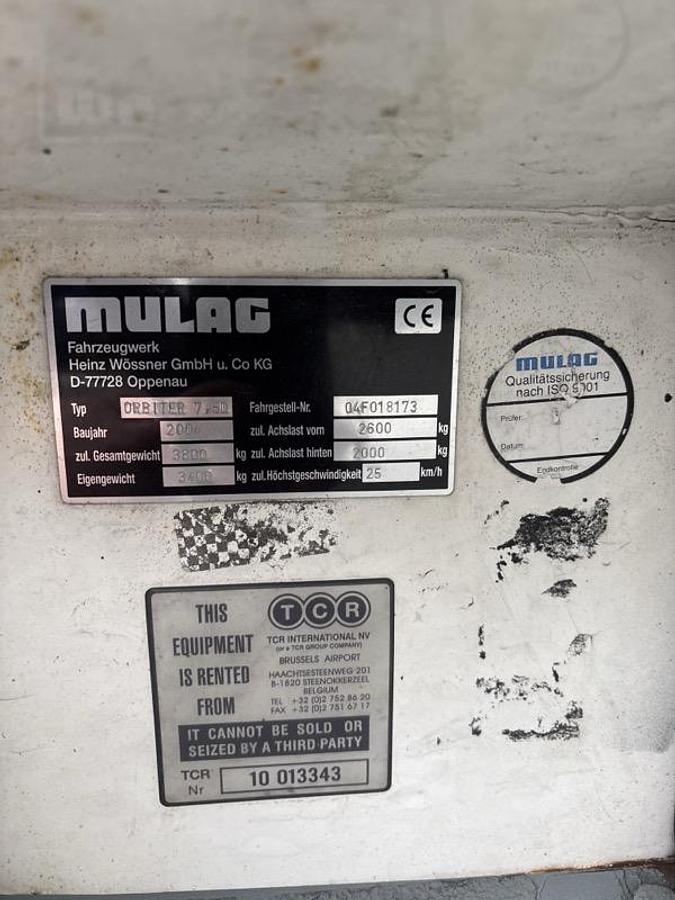 MULAG
CE
Fahrzeugwerk
Heinz Wössner GmbH u. Co KG
D-77728 Oppenau
Typ ORBITER 7,5D Fahrgestell-Nr. 04F018173
Baujahr zul. Achslast vorn 2600 kg
zul. Gesamtgewicht 3800 kg zul. Achslast hinten 2000 kg
Eigengewicht 3400 kg zul.Höchstgeschwindigkeit 25 km/h
MULAG
Qualitätssicherung
nach ISO 9001
Prüfer:
Datum:
Endkontrolle
THIS
EQUIPMENT
IS RENTED
FROM
TCR
TCR INTERNATIONAL NV
(or a TCR GROUP COMPANY)
BRUSSELS AIRPORT
HAACHTSESTEENWEG 201
B-1820 STEENOKKERZEEL
BELGIUM
TEL +32 (0)2 752 86 20
FAX +32 (0)2 751 67 17
IT CANNOT BE SOLD OR
SEIZED BY A THIRD PARTY
TCR Nr 10 013343